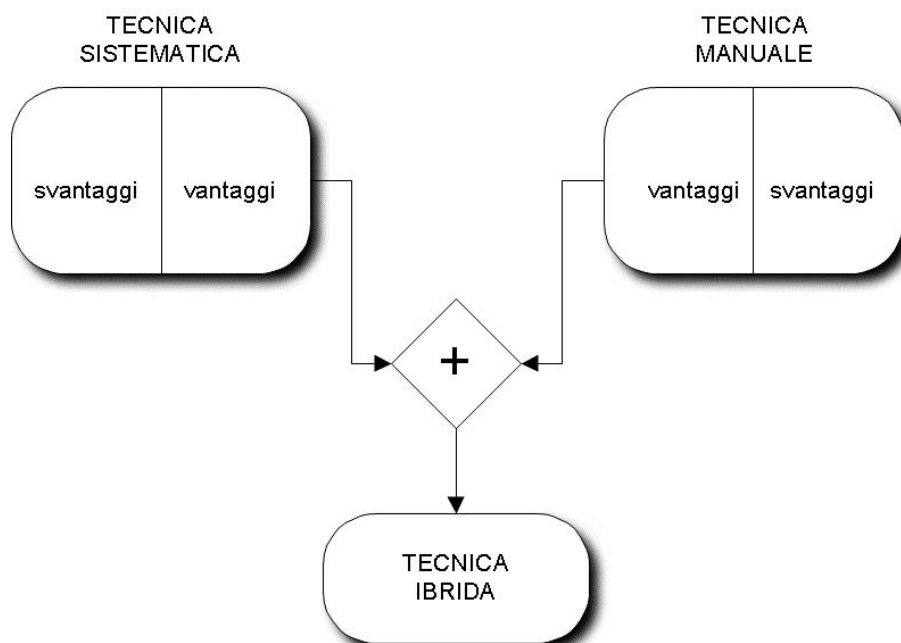 TECNICA
SISTEMATICA
TECNICA
MANUALE
svantaggi
vantaggi
vantaggi
svantaggi
+
TECNICA
IBRIDA